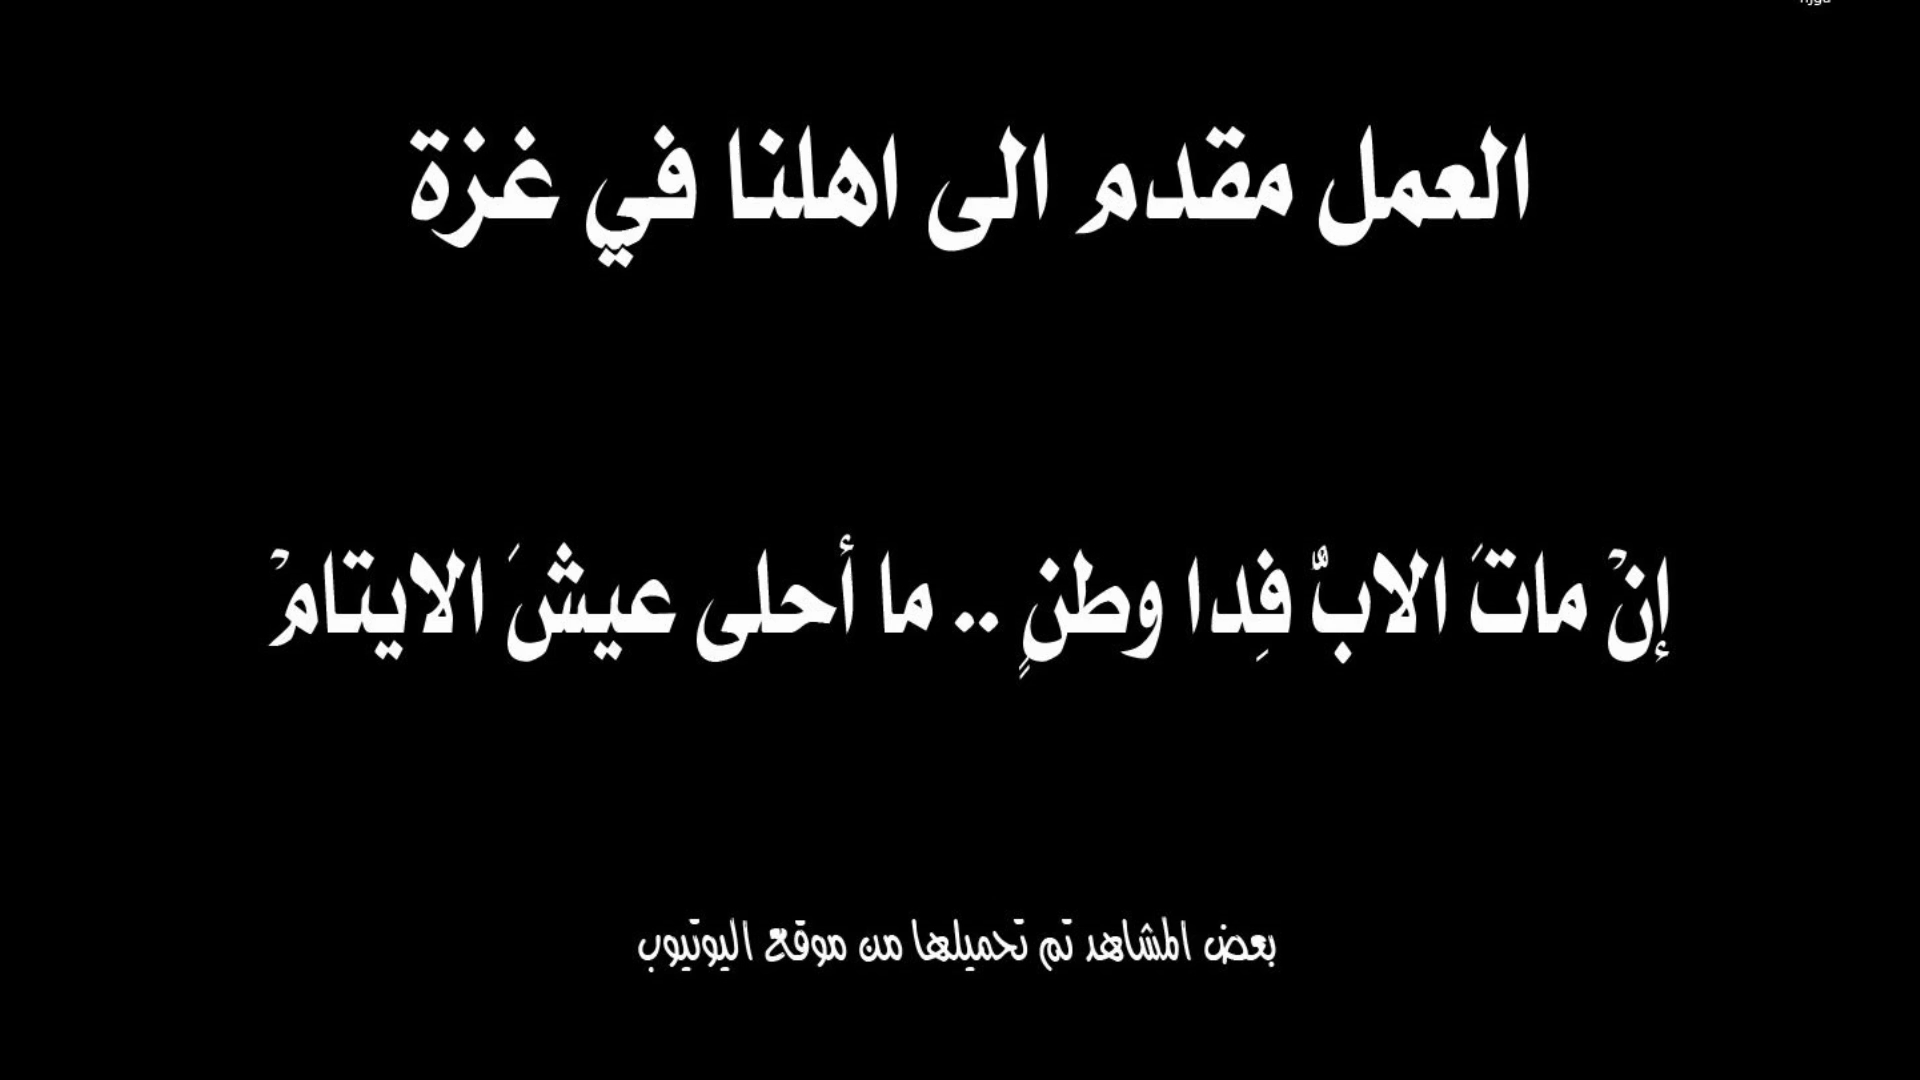 العمل مقدم الى اهلنا في غزة
إنْ ماتَ الابٌّ فِدا وطنٍ .. ما أحلى عيشَ الايتامْ
بعض المشاهد تم تحميلها من موقع اليوتيوب